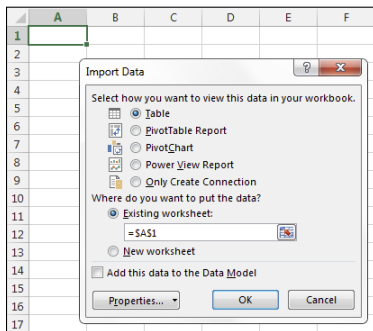 A B C D E F
1
2
3
4
5
6
7
8
9
10
11
12
13
14
15
16
17
Import Data
Select how you want to view this data in your workbook.
Table
PivotTable Report
PivotChart
Power View Report
Only Create Connection
Where do you want to put the data?
Existing worksheet:
=$A$1
New worksheet
Add this data to the Data Model
Properties...
OK
Cancel